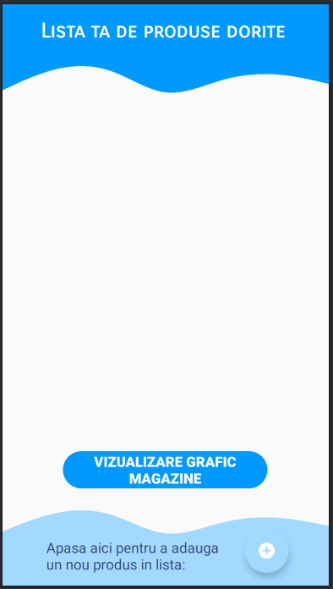 Lista ta de produse dorite
VIZUALIZARE GRAFIC
MAGAZINE
Apasa aici pentru a adauga
un nou produs in lista: